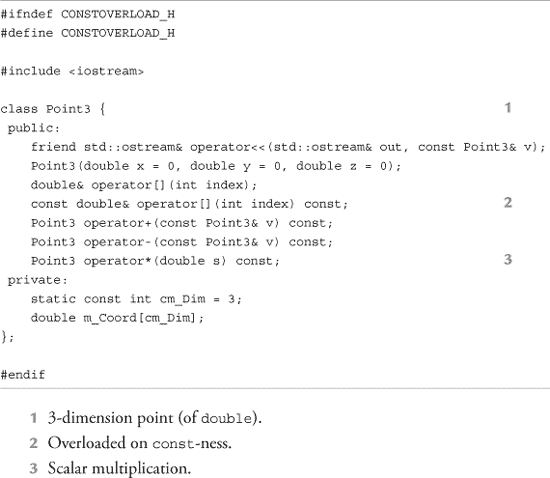 #ifndef CONSTOVERLOAD_H
#define CONSTOVERLOAD_H
#include <iostream>
class Point3 { 1
public:
friend std::ostream& operator<<(std::ostream& out, const Point3& v);
Point3(double x = 0, double y = 0, double z = 0);
double& operator[](int index);
const double& operator[](int index) const; 2
Point3 operator+(const Point3& v) const;
Point3 operator-(const Point3& v) const;
Point3 operator*(double s) const; 3
private:
static const int cm_Dim = 3;
double m_Coord[cm_Dim];
};
#endif
1 3-dimension point (of double).
2 Overloaded on const-ness.
3 Scalar multiplication.